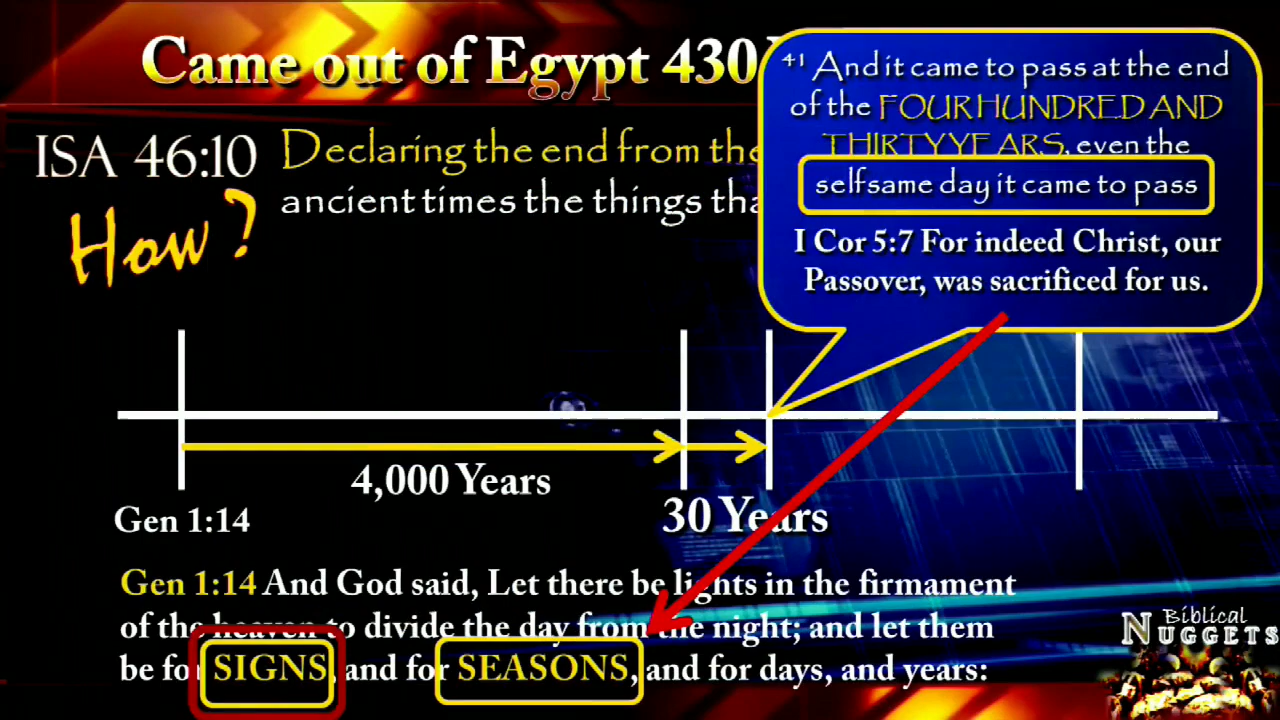 Came out of Egypt 430
ISA 46:10 Declaring the end from the
ancient times the things tha
How?
41 And it came to pass at the end
of the FOUR HUNDRED AND
THIRTY YEARS, even the
selfsame day it came to pass
I Cor 5:7 For indeed Christ, our
Passover, was sacrificed for us.
4,000 Years
30 Years
Gen 1:14
Gen 1:14 And God said, Let there be lights in the firmament
of the heaven to divide the day from the night; and let them
be for SIGNS, and for SEASONS, and for days, and years:
Biblical
NUGGETS